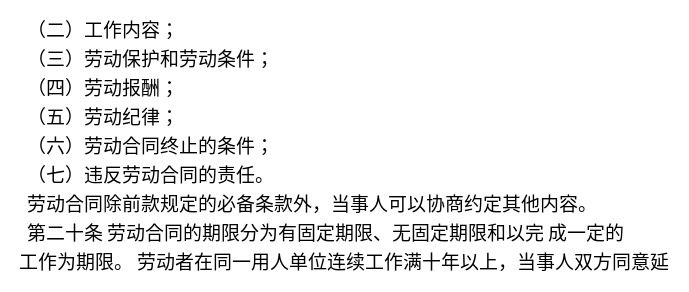 （二）工作内容；
（三）劳动保护和劳动条件；
（四）劳动报酬；
（五）劳动纪律；
（六）劳动合同终止的条件；
（七）违反劳动合同的责任。
劳动合同除前款规定的必备条款外，当事人可以协商约定其他内容。
第二十条 劳动合同的期限分为有固定期限、无固定期限和以完 成一定的
工作为期限。 劳动者在同一用人单位连续工作满十年以上，当事人双方同意延